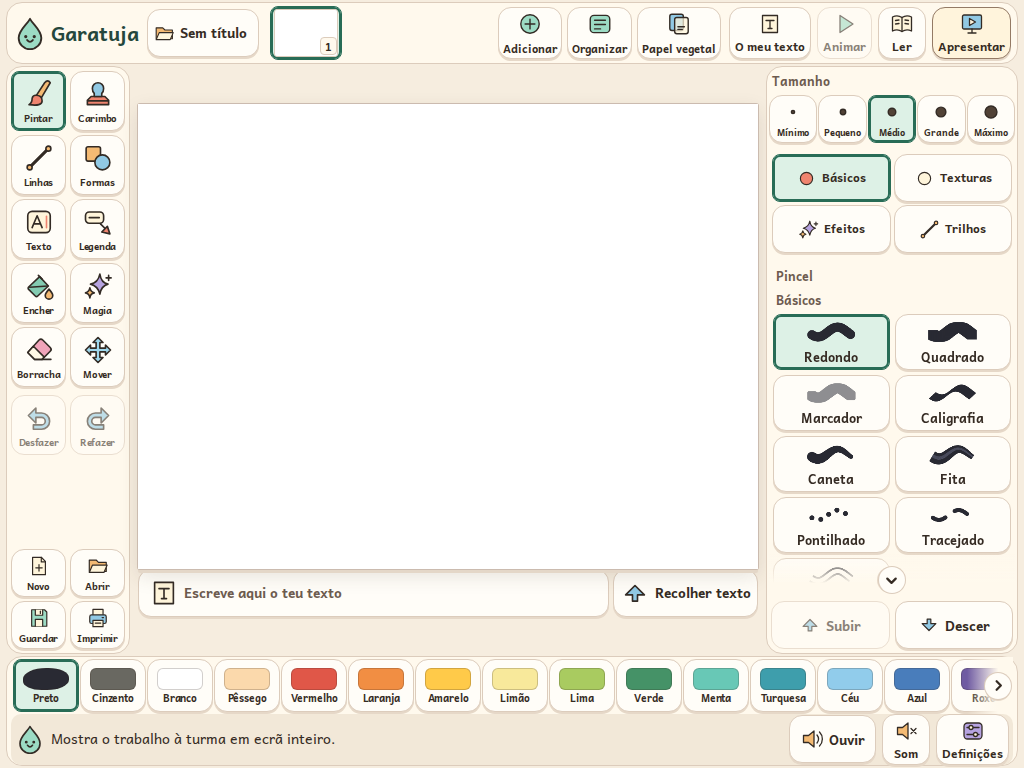 Garatuja
Sem título
1
Adicionar
Organizar
Papel vegetal
O meu texto
Animar
Ler
Apresentar
Pintar
Carimbo
Linhas
Formas
Texto
Legenda
Encher
Magia
Borracha
Mover
Desfazer
Refazer
Novo
Abrir
Guardar
Imprimir
Escreve aqui o teu texto
Recolher texto
Tamanho
Mínimo
Pequeno
Médio
Grande
Máximo
Básicos
Texturas
Efeitos
Trilhos
Pincel
Básicos
Redondo
Quadrado
Marcador
Caligrafia
Caneta
Fita
Pontilhado
Tracejado
Subir
Descer
Preto
Cinzento
Branco
Pêssego
Vermelho
Laranja
Amarelo
Limão
Lima
Verde
Menta
Turquesa
Céu
Azul
Roxo
Mostra o trabalho à turma em ecrã inteiro.
Ouvir
Som
Definições